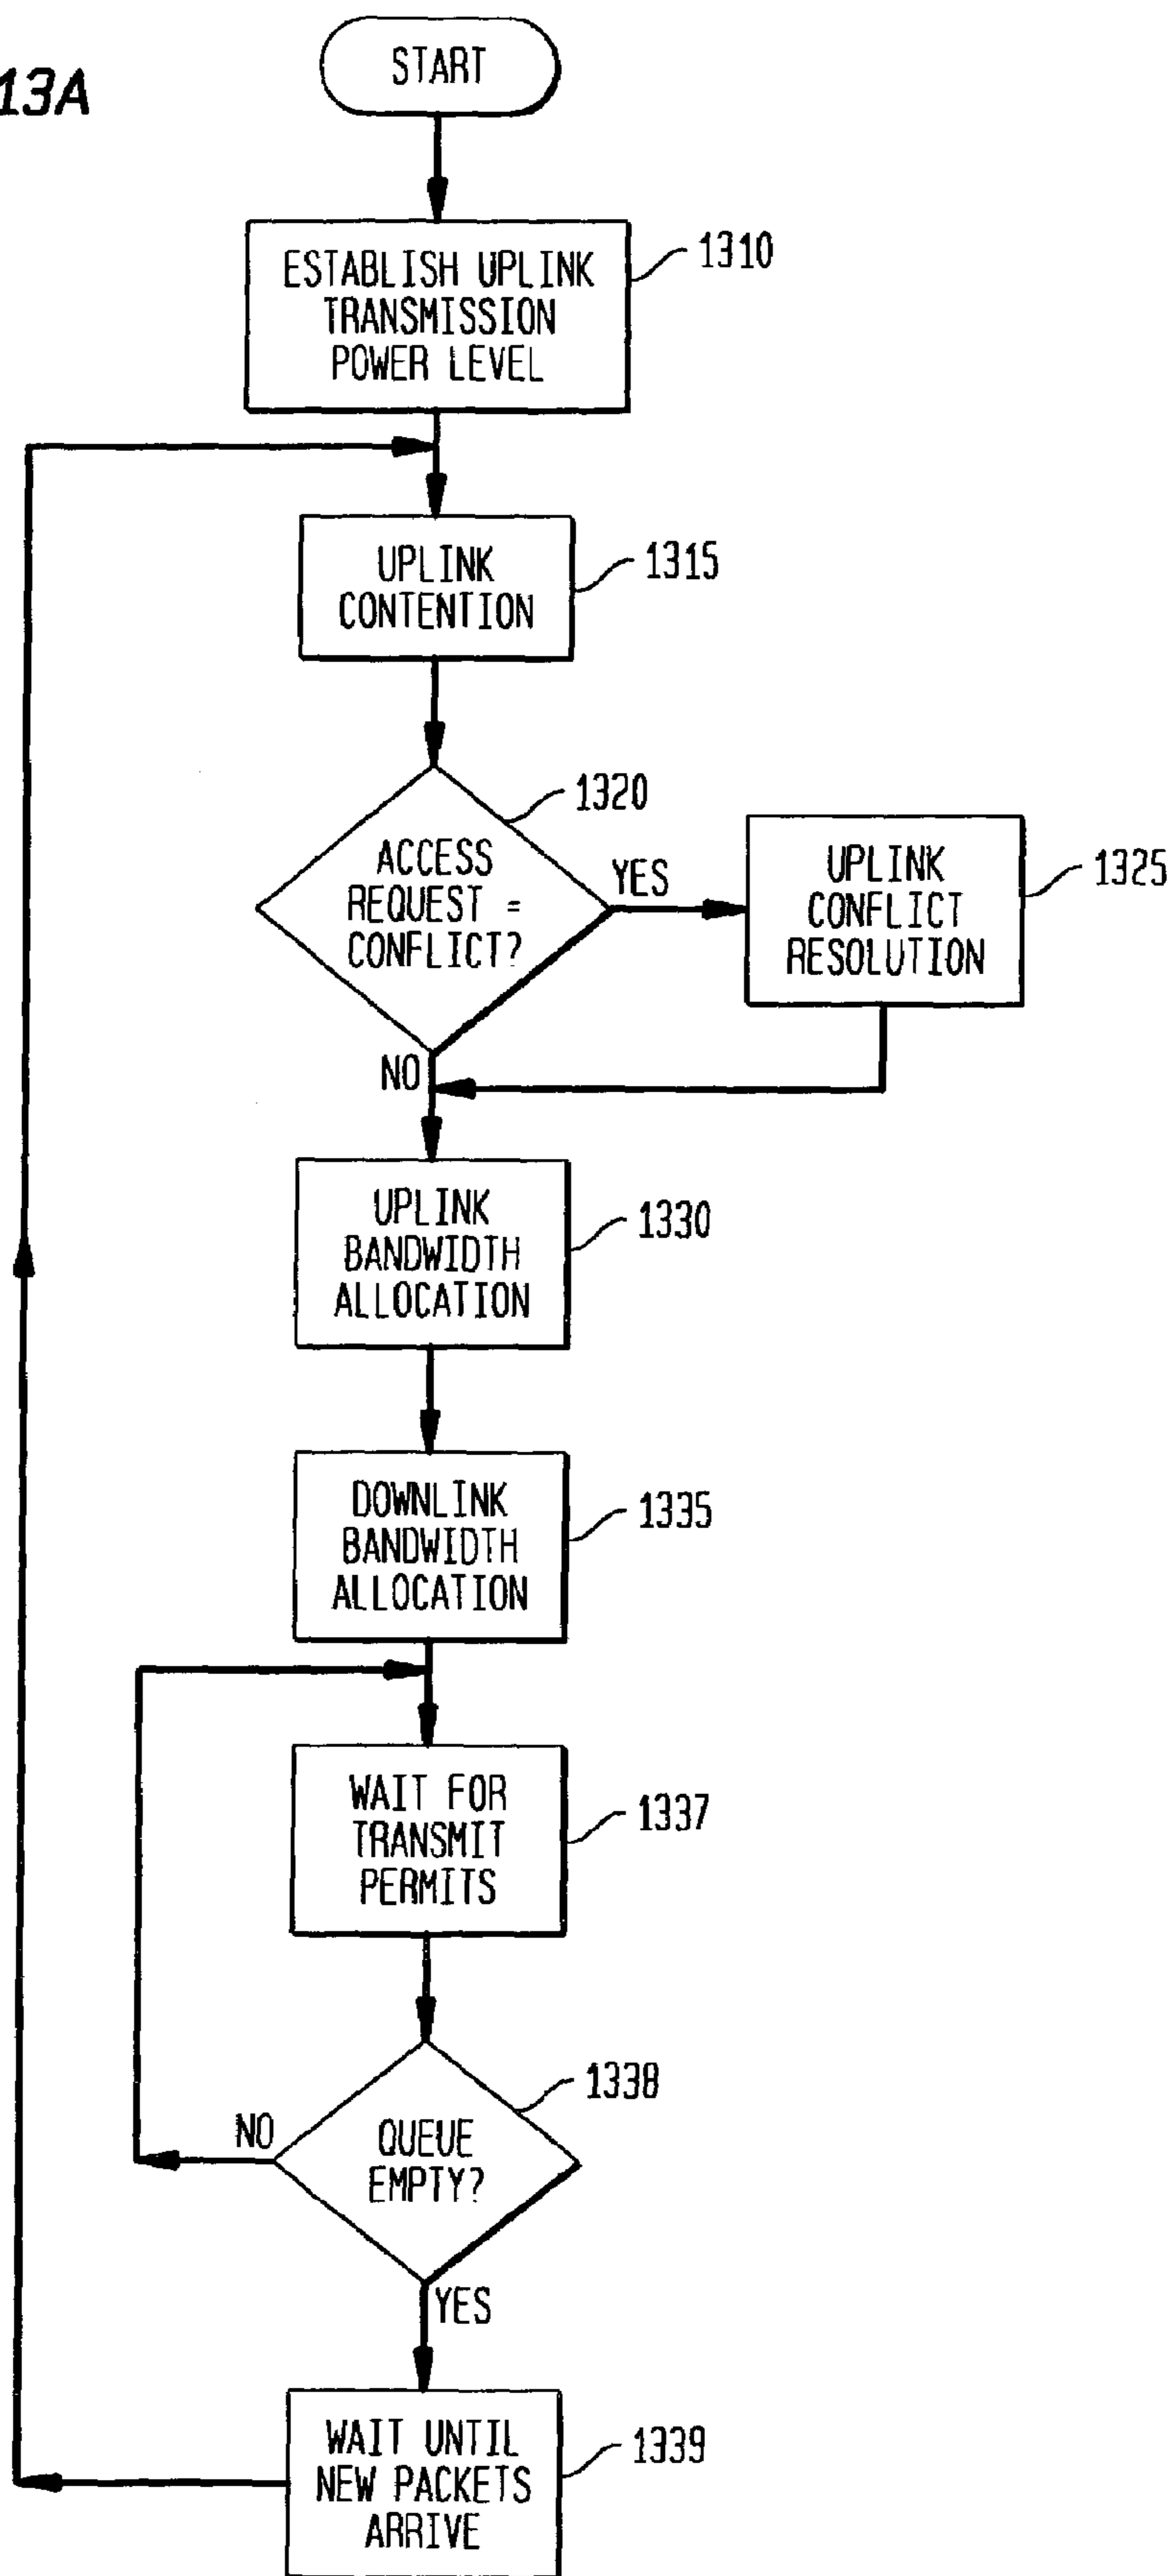 13A
START
ESTABLISH UPLINK
TRANSMISSION
POWER LEVEL
1310
UPLINK
CONTENTION
1315
1320
ACCESS
REQUEST =
CONFLICT?
YES
UPLINK
CONFLICT
RESOLUTION
1325
NO
UPLINK
BANDWIDTH
ALLOCATION
1330
DOWNLINK
BANDWIDTH
ALLOCATION
1335
WAIT FOR
TRANSMIT
PERMITS
1337
1338
NO
QUEUE
EMPTY?
YES
WAIT UNTIL
NEW PACKETS
ARRIVE
1339